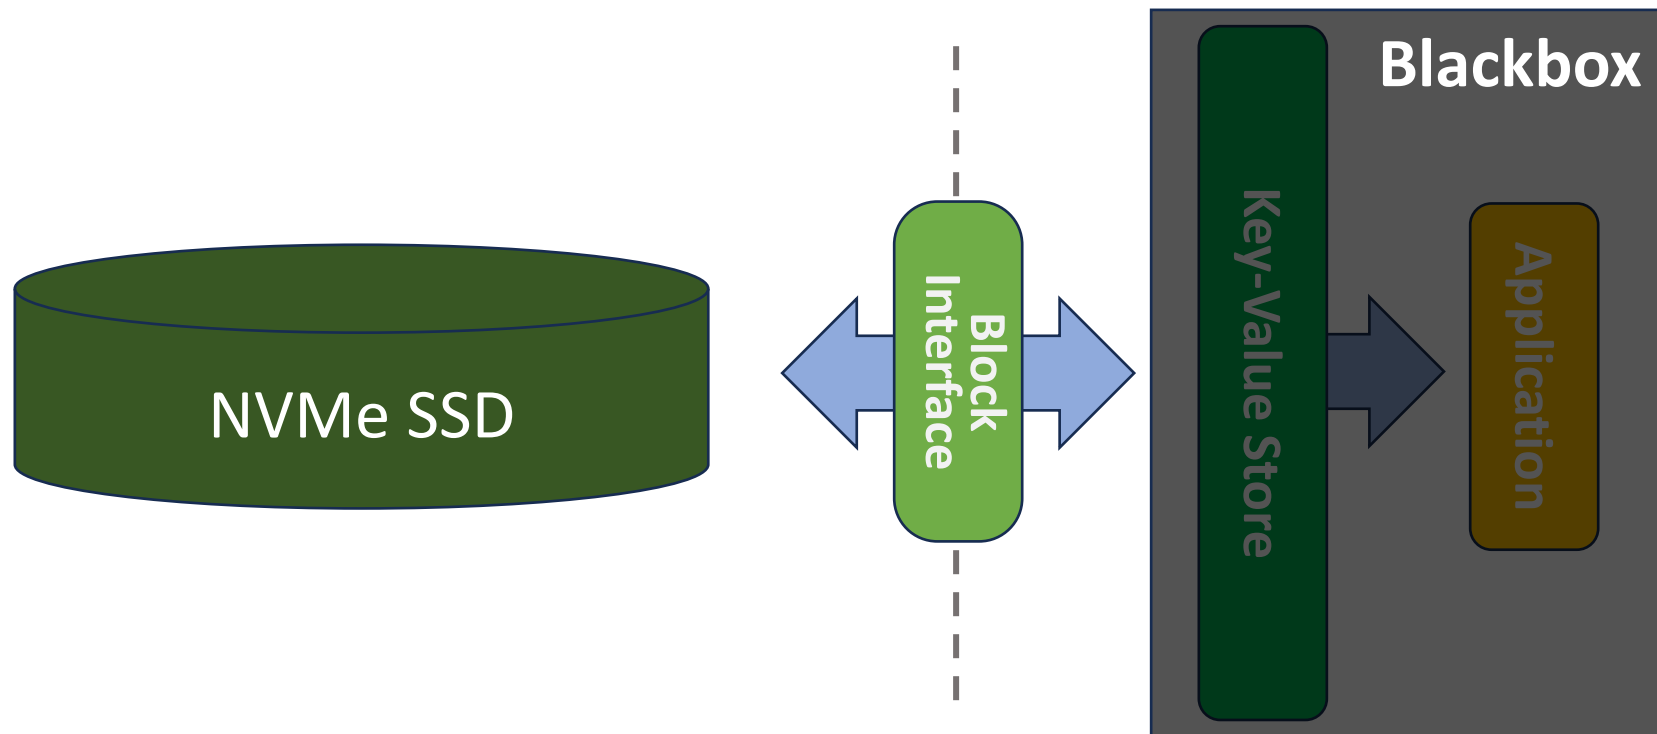 NVMe SSD
Block
Interface
Key-Value Store
Blackbox
Application